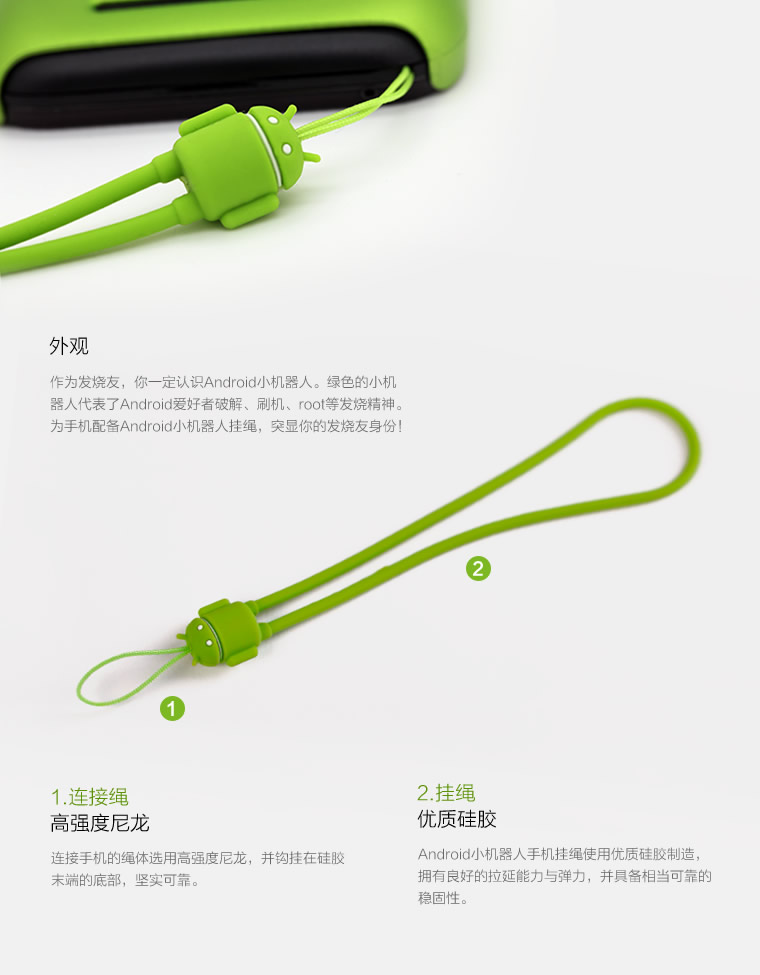 外观
作为发烧友，你一定认识Android小机器人。绿色的小机
器人代表了Android爱好者破解、刷机、root等发烧精神。
为手机配备Android小机器人挂绳，突显你的发烧友身份！
2
1
1.连接绳
高强度尼龙
连接手机的绳体选用高强度尼龙，并钩挂在硅胶
末端的底部，坚实可靠。
2.挂绳
优质硅胶
Android小机器人手机挂绳使用优质硅胶制造，
拥有良好的拉延能力与弹力，并具备相当可靠的
稳固性。